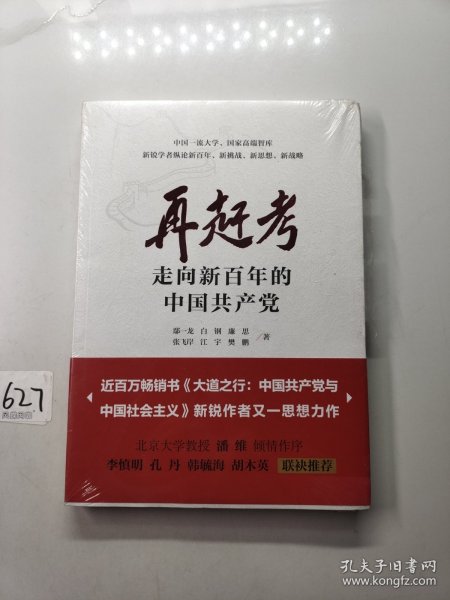 中国一流大学、国家高端智库
新锐学者纵论新百年、新挑战、新思想、新战略
再赶考
走向新百年的
中国共产党
鄢一龙 白 钢 廉 思
张飞岸 江 宇 樊 鹏
/著
近百万畅销书《大道之行：中国共产党与
中国社会主义》新锐作者又一思想力作
北京大学教授 潘 维 倾情作序
李慎明 孔 丹 韩毓海 胡木英 联袂推荐
627
孔夫子旧书网
www.kongfz.com